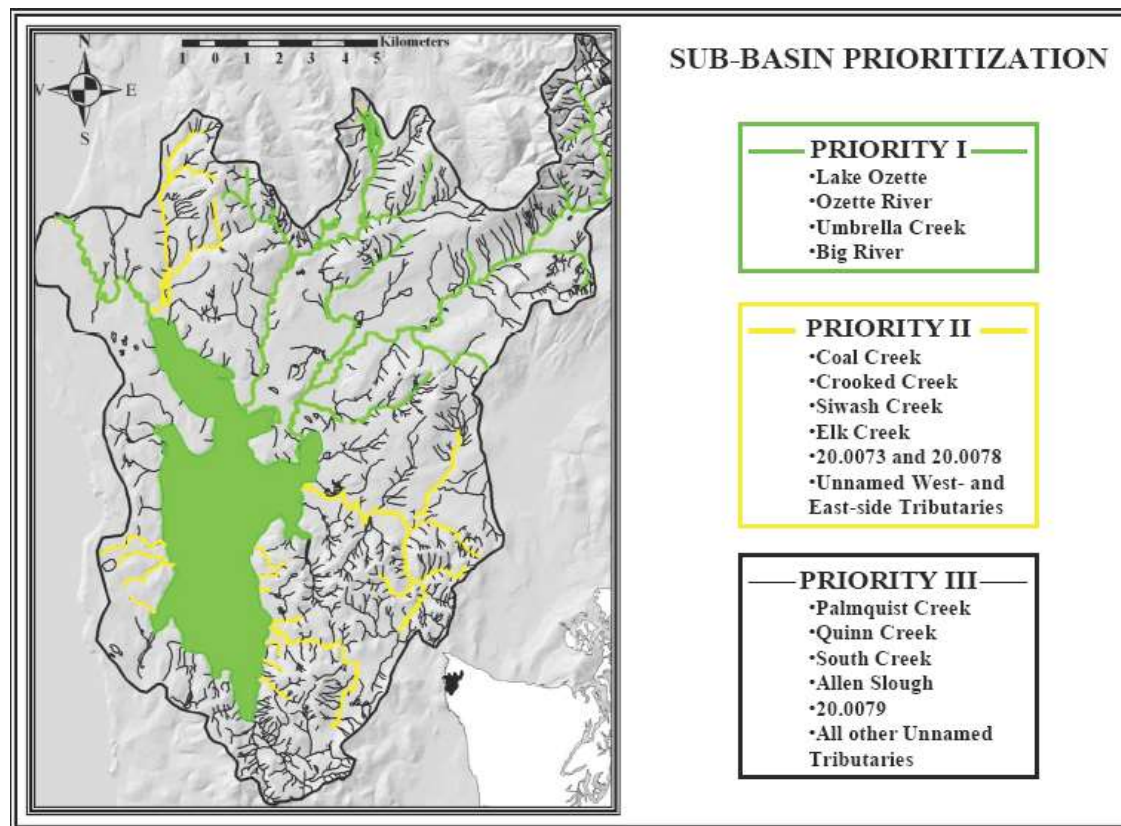 Kilometers
1 0 1 2 3 4 5
N
V E
S
SUB-BASIN PRIORITIZATION
PRIORITY I
•Lake Ozette
•Ozette River
•Umbrella Creek
•Big River
PRIORITY II
•Coal Creek
•Crooked Creek
•Siwash Creek
•Elk Creek
•20.0073 and 20.0078
•Unnamed West- and
East-side Tributaries
PRIORITY III
•Palmquist Creek
•Quinn Creek
•South Creek
•Allen Slough
•20.0079
•All other Unnamed
Tributaries